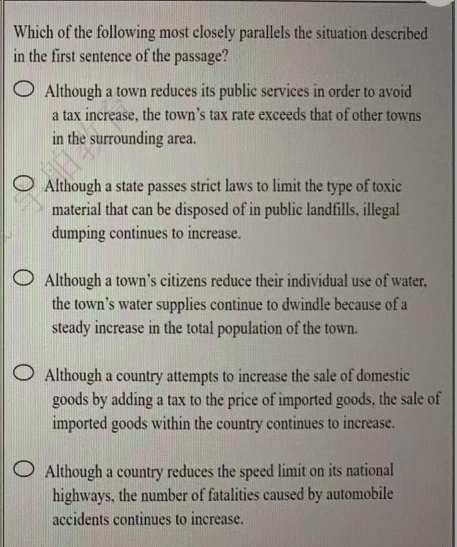 Which of the following most closely parallels the situation described
in the first sentence of the passage?
Although a town reduces its public services in order to avoid
a tax increase, the town's tax rate exceeds that of other towns
in the surrounding area.
Although a state passes strict laws to limit the type of toxic
material that can be disposed of in public landfills, illegal
dumping continues to increase.
Although a town's citizens reduce their individual use of water,
the town's water supplies continue to dwindle because of a
steady increase in the total population of the town.
Although a country attempts to increase the sale of domestic
goods by adding a tax to the price of imported goods, the sale of
imported goods within the country continues to increase.
Although a country reduces the speed limit on its national
highways, the number of fatalities caused by automobile
accidents continues to increase.